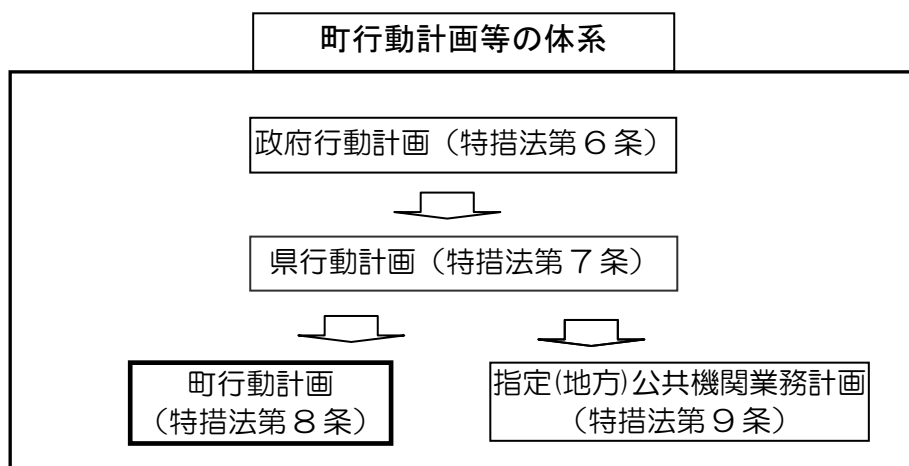 町行動計画等の体系
政府行動計画（特措法第６条）
県行動計画（特措法第７条）
町行動計画
（特措法第８条）
指定(地方)公共機関業務計画
（特措法第９条）